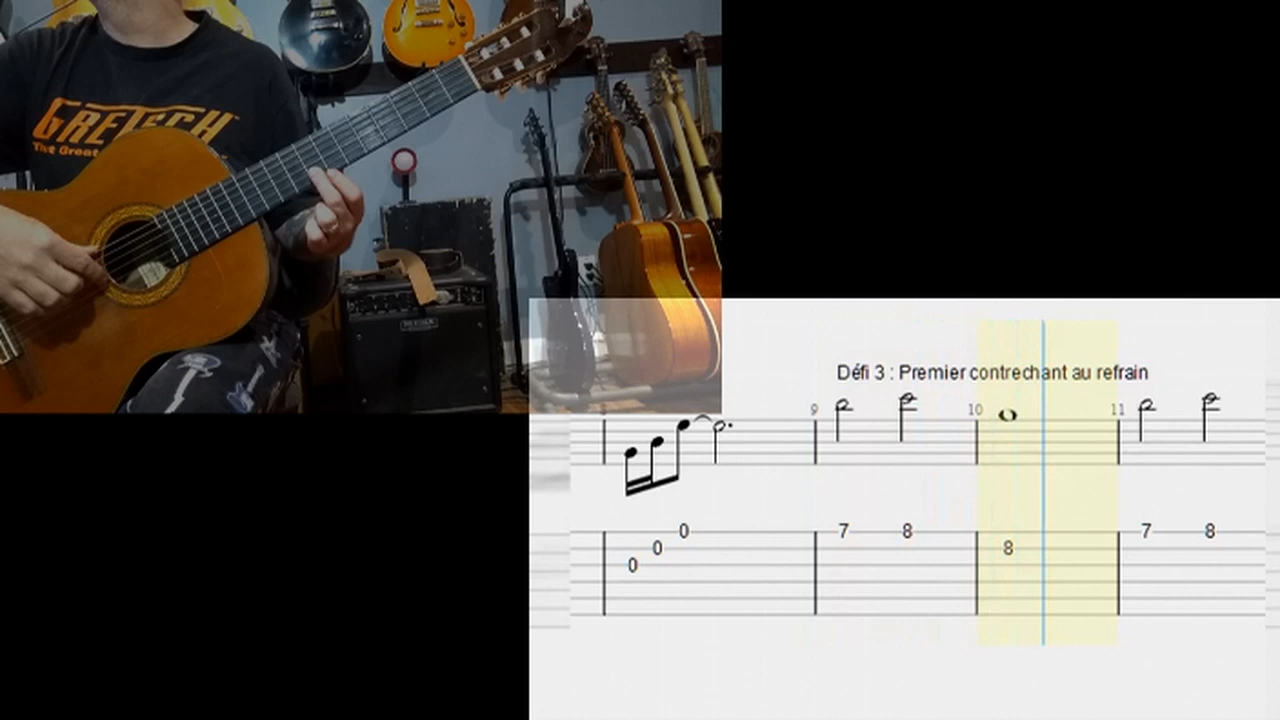 GRETSCH
The Great
Défi 3 : Premier contrechant au refrain
9 10 11
0 7 8 7 8
0 8
0